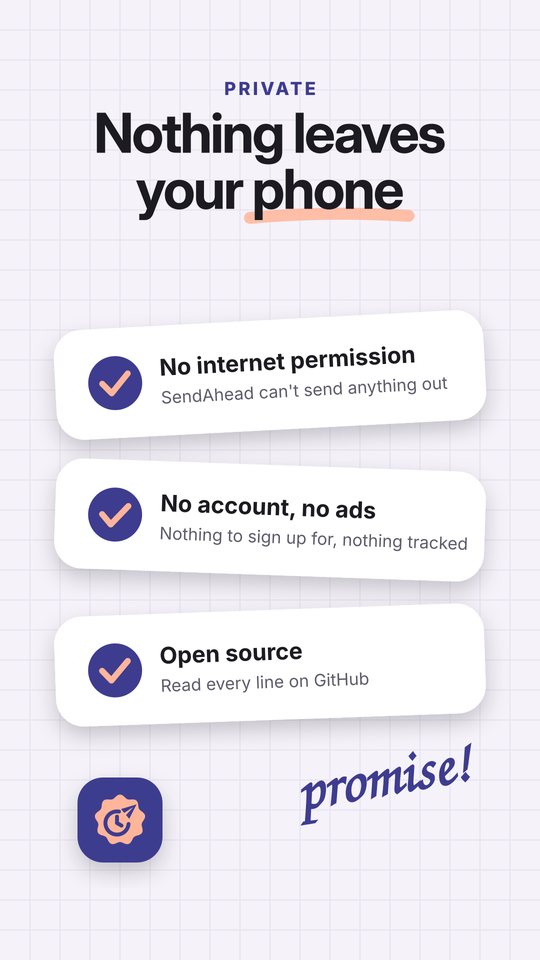 PRIVATE
Nothing leaves
your phone
No internet permission
SendAhead can't send anything out
No account, no ads
Nothing to sign up for, nothing tracked
Open source
Read every line on GitHub
promise!